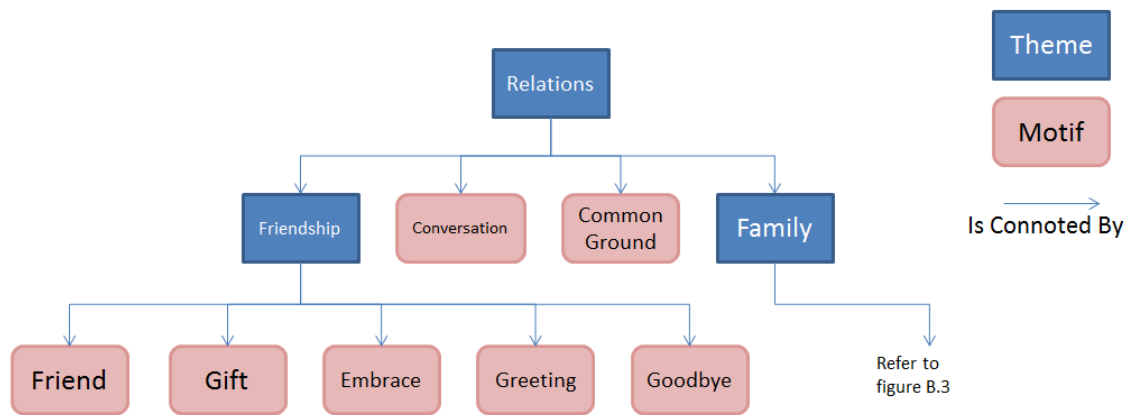 Relations
Theme
Motif
Is Connoted By
Friendship
Conversation
Common
Ground
Family
Friend
Gift
Embrace
Greeting
Goodbye
Refer to
figure B.3